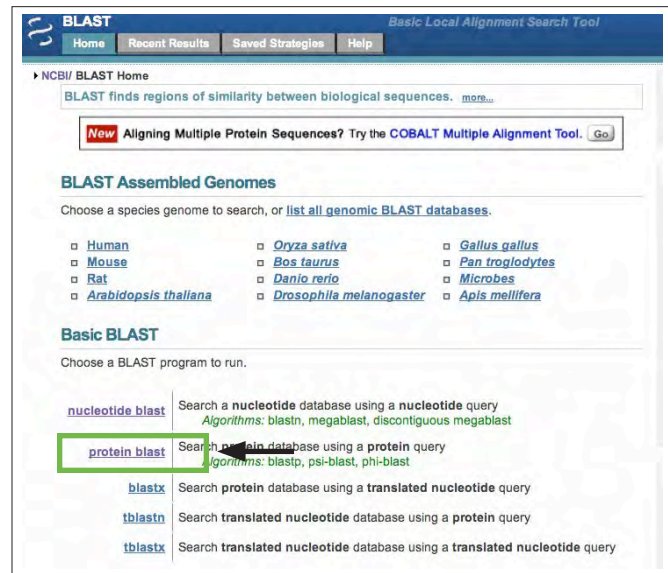 BLAST
Basic Local Alignment Search Tool
Home Recent Results Saved Strategies Help
NCBI/ BLAST Home
BLAST finds regions of similarity between biological sequences. more...
New Aligning Multiple Protein Sequences? Try the COBALT Multiple Alignment Tool. Go
BLAST Assembled Genomes
Choose a species genome to search, or list all genomic BLAST databases.
Human Oryza sativa Gallus gallus
Mouse Bos taurus Pan troglodytes
Rat Danio rerio Microbes
Arabidopsis thaliana Drosophila melanogaster Apis mellifera
Basic BLAST
Choose a BLAST program to run.
nucleotide blast Search a nucleotide database using a nucleotide query
Algorithms: blastn, megablast, discontiguous megablast
protein blast Search protein database using a protein query
Algorithms: blastp, psi-blast, phi-blast
blastx Search protein database using a translated nucleotide query
tblastn Search translated nucleotide database using a protein query
tblastx Search translated nucleotide database using a translated nucleotide query